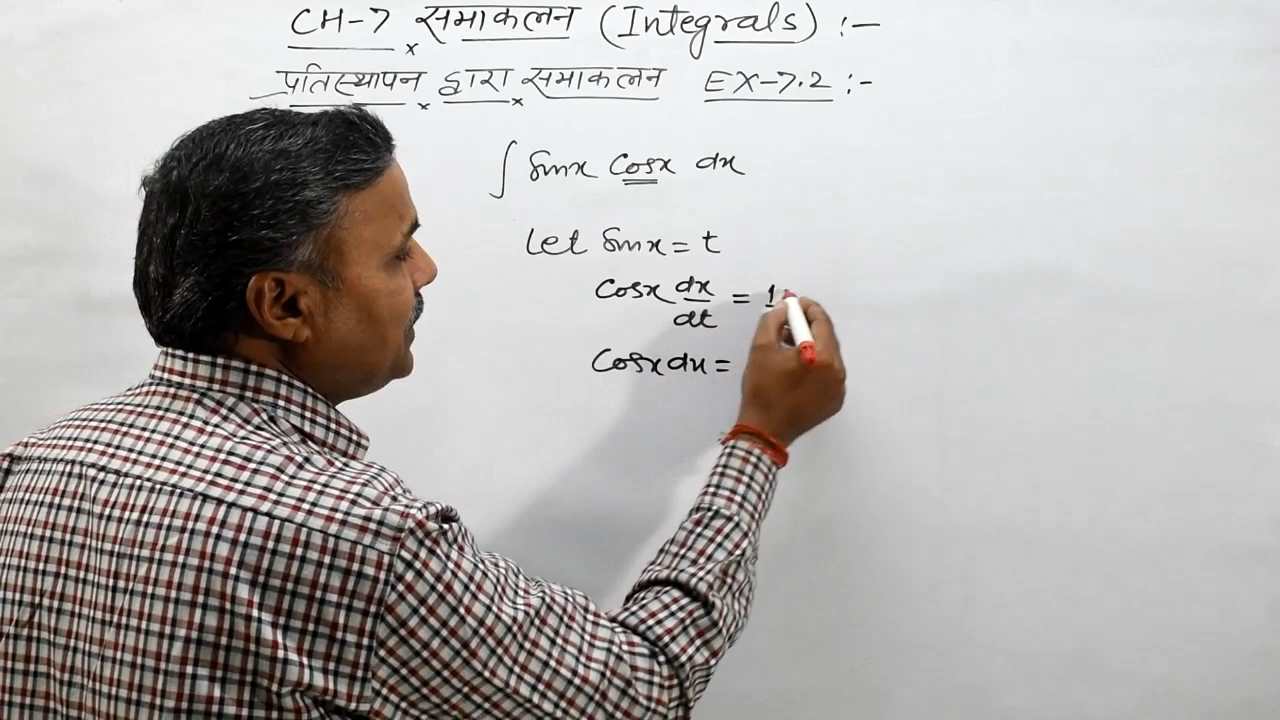 CH-7 समाकलन (Integrals) :-
प्रतिस्थापन द्वारा समाकलन EX-7.2 :-
∫ Sinx Cosx dx
Let Sinx = t
Cosx dx/dt = 1
Cosx dx =